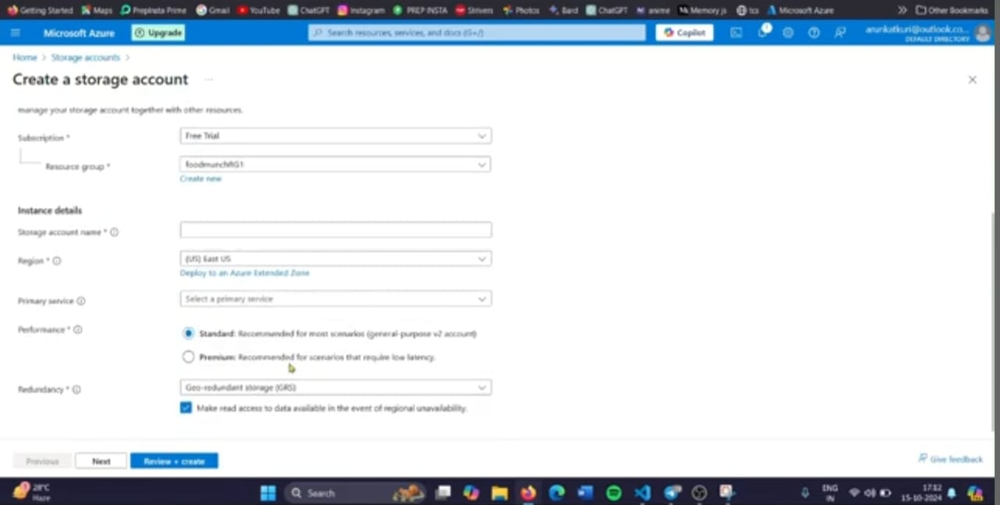 Getting Started Maps PrepInsta Prime Gmail YouTube ChatGPT Instagram PREP INSTA Strivers Photos Bard ChatGPT anime Memory js tcs Microsoft Azure Other Bookmarks
Microsoft Azure Upgrade Search resources, services, and docs (G+/) Copilot arunkatkuri@outlook.co...
DEFAULT DIRECTORY
Home > Storage accounts >
Create a storage account ...
manage your storage account together with other resources.
Subscription * Free Trial
Resource group * foodmunchRG1
Create new
Instance details
Storage account name *
Region * (US) East US
Deploy to an Azure Extended Zone
Primary service Select a primary service
Performance * Standard: Recommended for most scenarios (general-purpose v2 account)
Premium: Recommended for scenarios that require low latency.
Redundancy * Geo-redundant storage (GRS)
Make read access to data available in the event of regional unavailability.
Previous Next Review + create Give feedback
28°C
Haze
Search
ENG
IN
17:12
15-10-2024